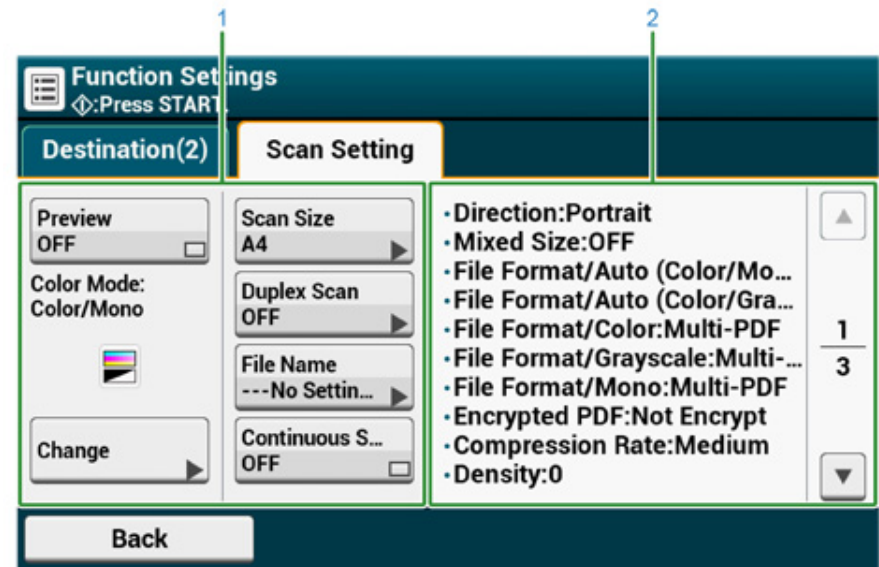 1
2
Function Settings
:Press START.
Destination(2)
Scan Setting
Preview
OFF
Color Mode:
Color/Mono
Change
Scan Size
A4
Duplex Scan
OFF
File Name
---No Settin...
Continuous S...
OFF
·Direction:Portrait
·Mixed Size:OFF
·File Format/Auto (Color/Mo...
·File Format/Auto (Color/Gra...
·File Format/Color:Multi-PDF
·File Format/Grayscale:Multi-...
·File Format/Mono:Multi-PDF
·Encrypted PDF:Not Encrypt
·Compression Rate:Medium
·Density:0
1
3
Back